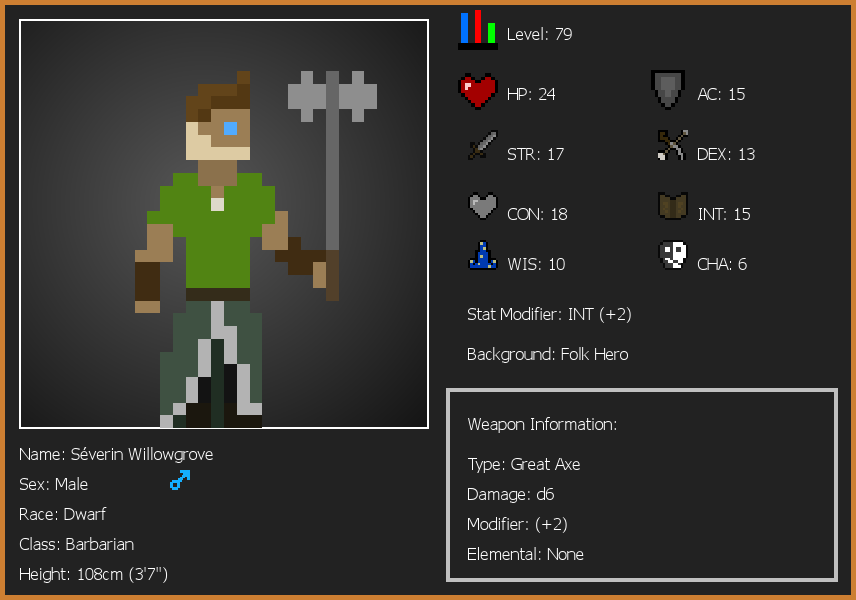 Level: 79
HP: 24
AC: 15
STR: 17
DEX: 13
CON: 18
INT: 15
WIS: 10
CHA: 6
Stat Modifier: INT (+2)
Background: Folk Hero
Weapon Information:
Type: Great Axe
Damage: d6
Modifier: (+2)
Elemental: None
Name: Séverin Willowgrove
Sex: Male
Race: Dwarf
Class: Barbarian
Height: 108cm (3'7")